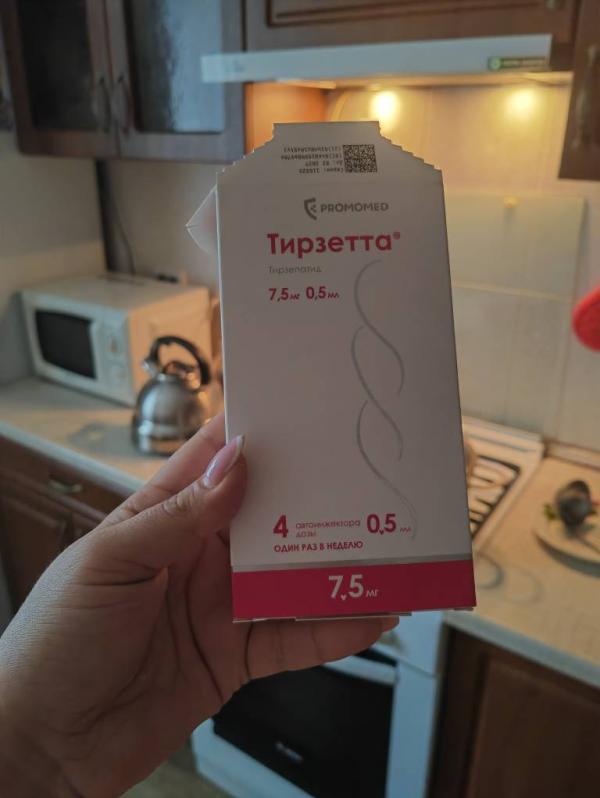 PROMOMED
Тирзетта®
Тирзепатид
7,5 мг 0,5 мл
4 автоинжектора 0,5 мл
дозы
ОДИН РАЗ В НЕДЕЛЮ
7,5 мг